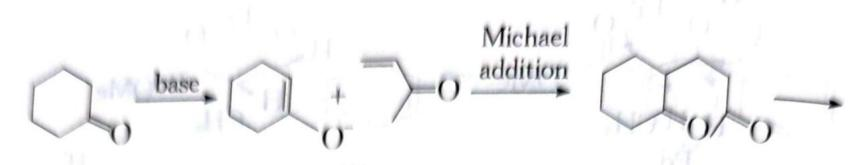 Michael
addition
base
+
O
O⁻
O
O
O